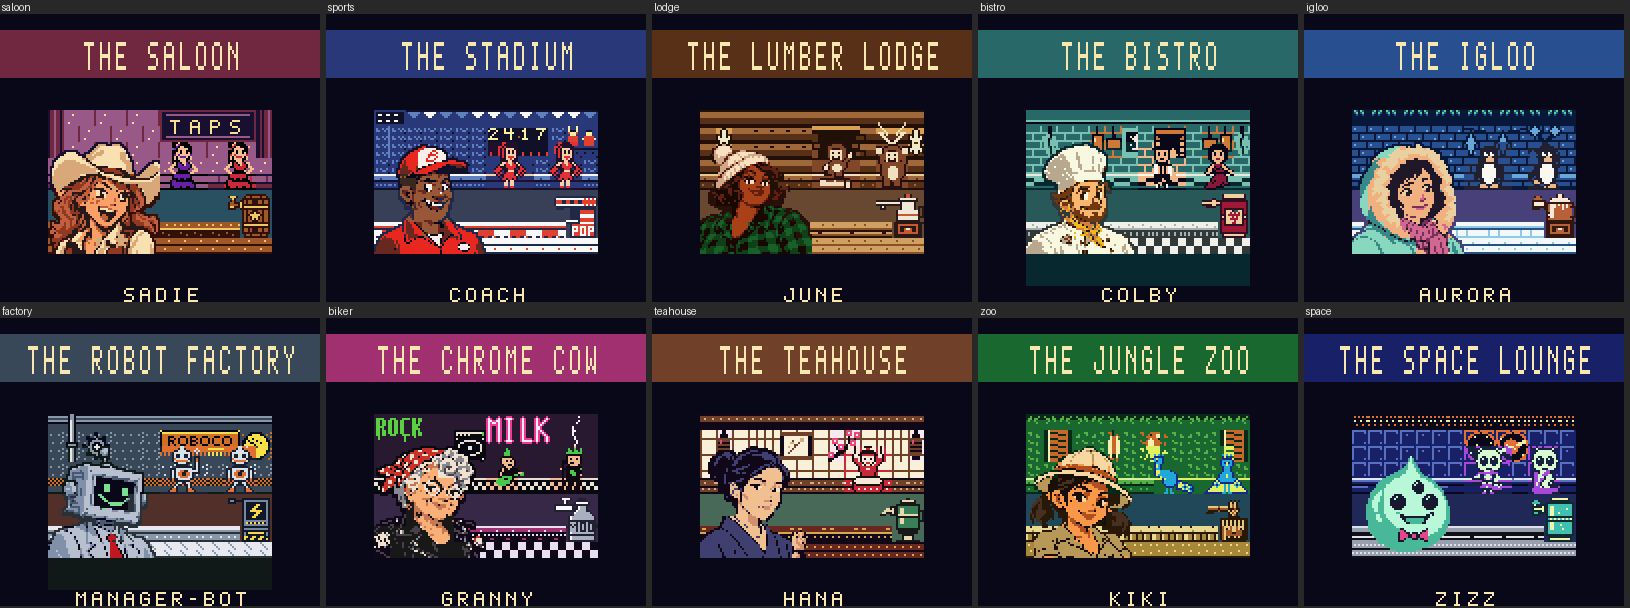 saloon
sports
lodge
bistro
igloo
THE SALOON
THE STADIUM
THE LUMBER LODGE
THE BISTRO
THE IGLOO
TAPS
2417
POP
SADIE
COACH
JUNE
COLBY
AURORA
factory
biker
teahouse
zoo
space
THE ROBOT FACTORY
THE CHROME COW
THE TEAHOUSE
THE JUNGLE ZOO
THE SPACE LOUNGE
ROBOCO
ROCK
MILK
MOO
MANAGER-BOT
GRANNY
HANA
KIKI
ZIZZ